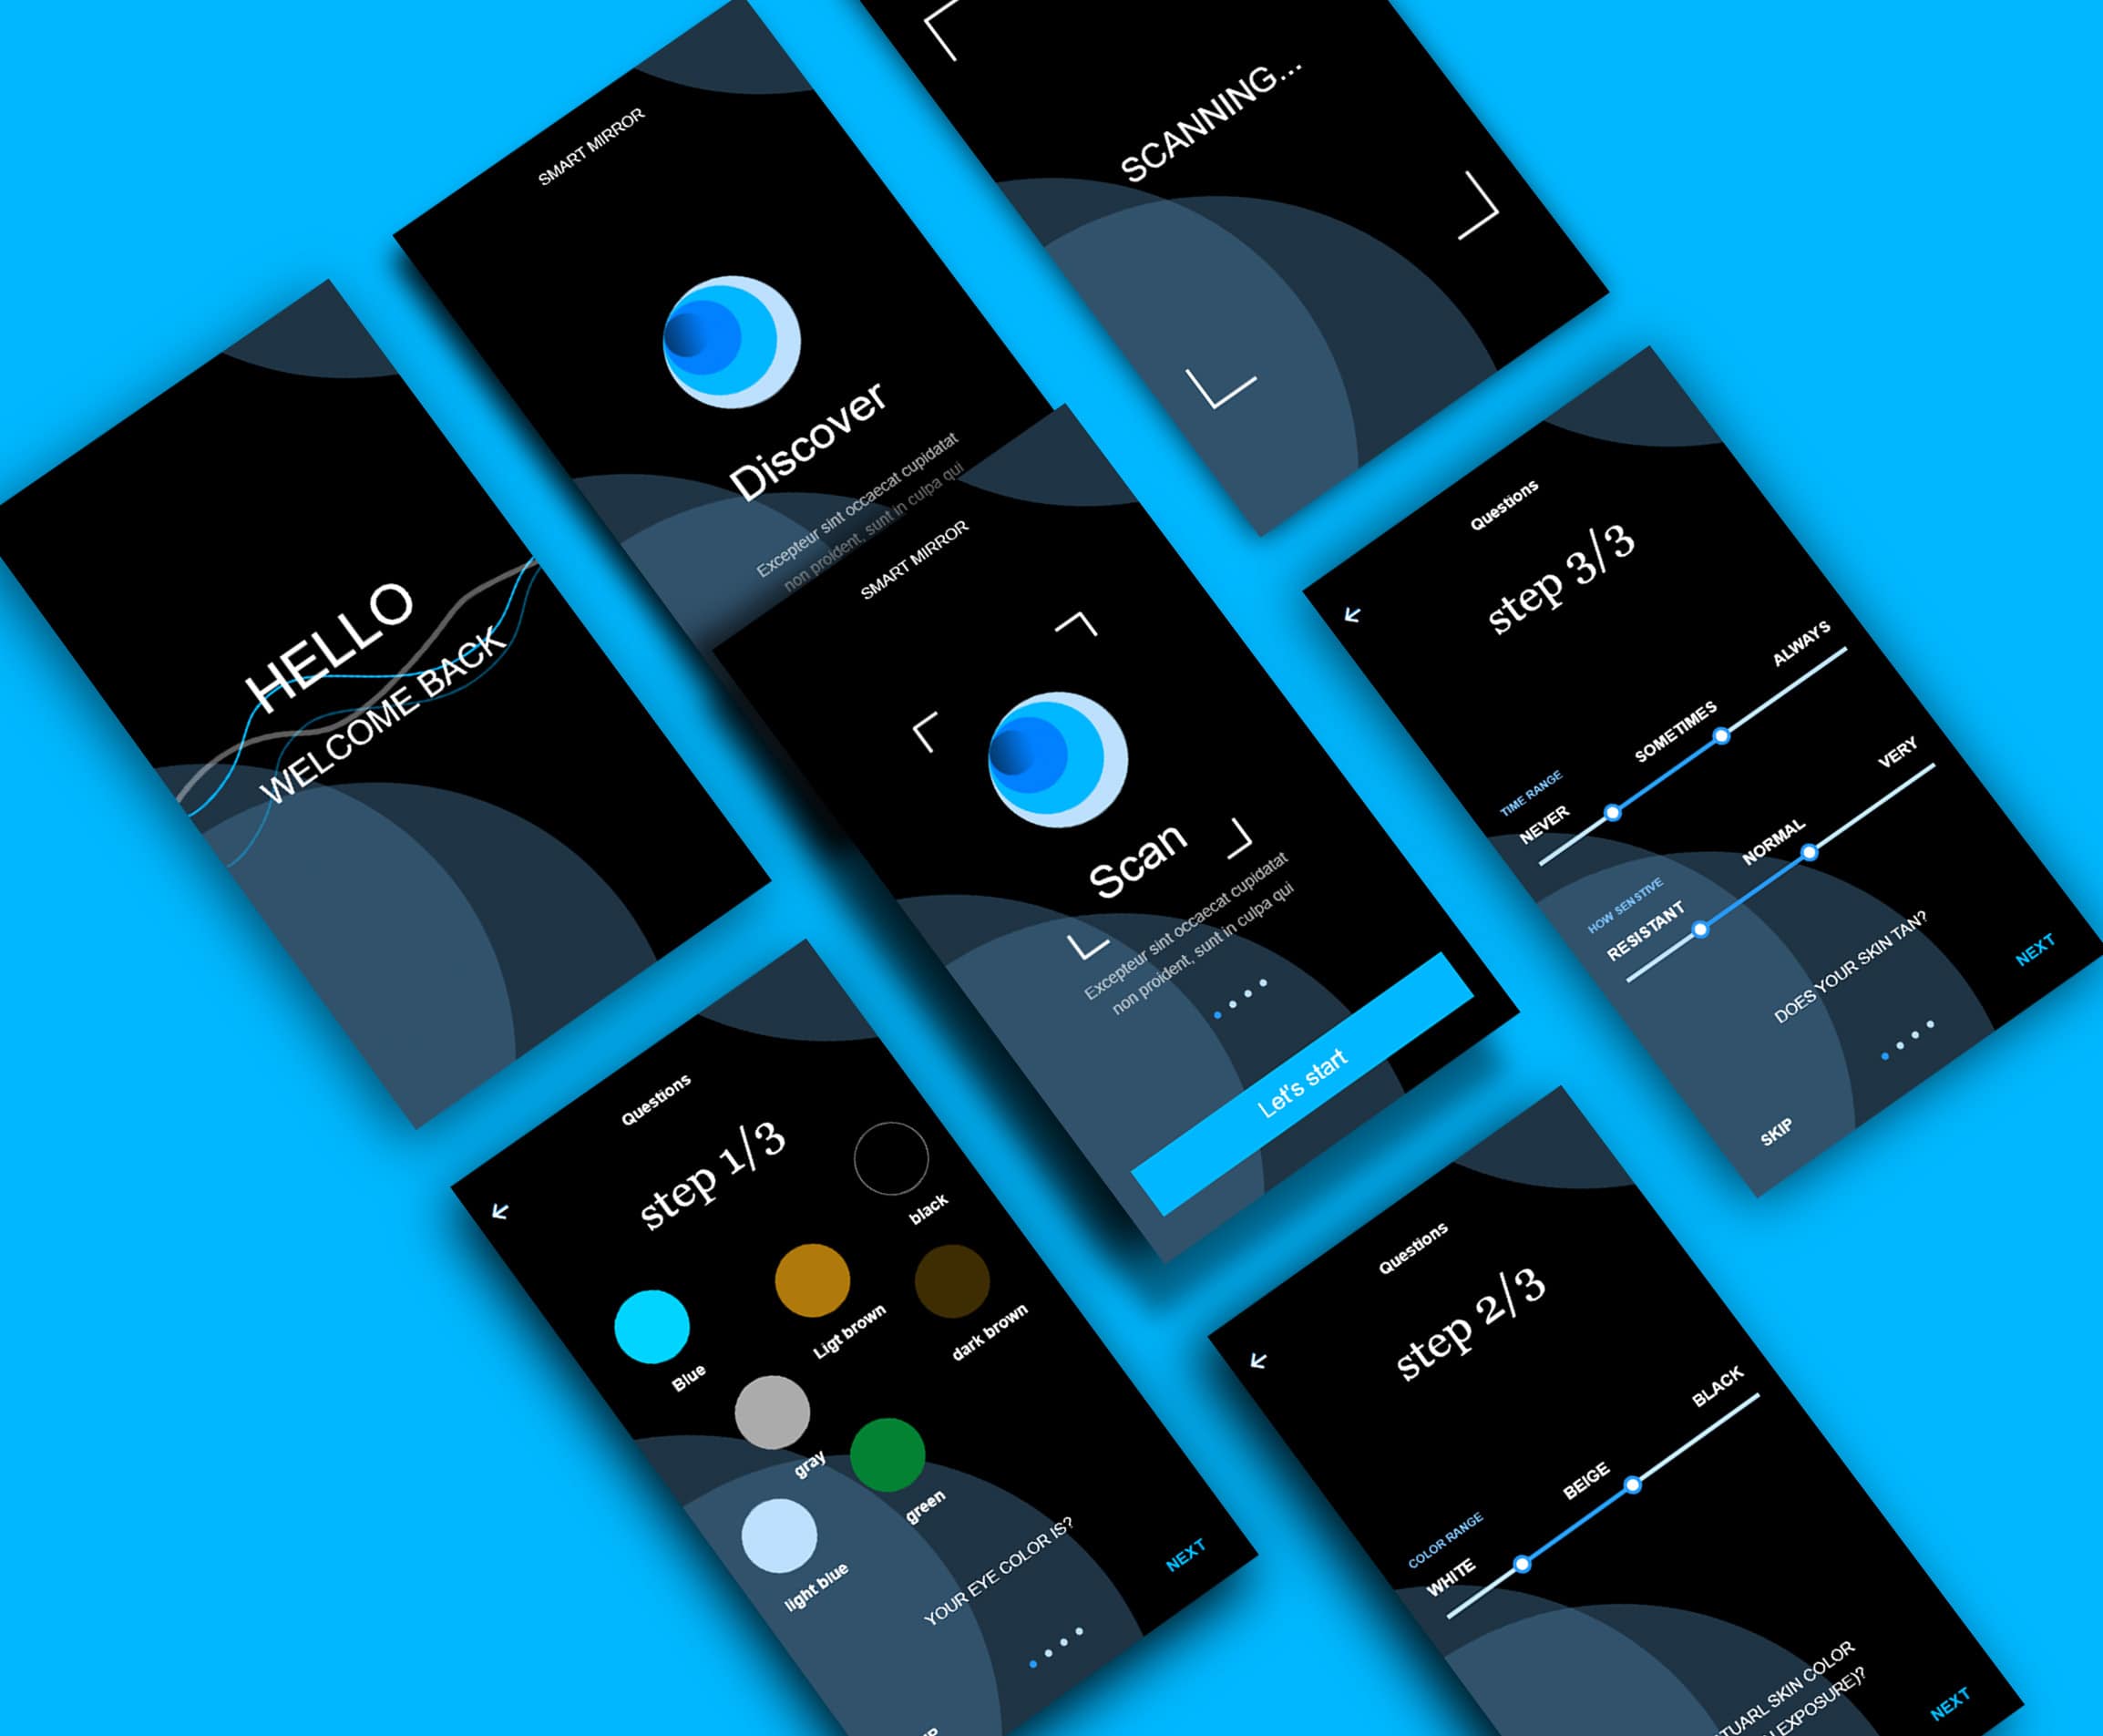 SCANNING...
SMART MIRROR
Discover
Excepteur sint occaecat cupidatat
non proident, sunt in culpa qui
HELLO
WELCOME BACK
SMART MIRROR
Scan
Excepteur sint occaecat cupidatat
non proident, sunt in culpa qui
Let's start
Questions
step 3/3
ALWAYS
SOMETIMES
TIME RANGE
NEVER
VERY
NORMAL
HOW SENSTIVE
RESISTANT
DOES YOUR SKIN TAN?
NEXT
SKIP
Questions
step 1/3
black
Ligt brown
dark brown
Blue
gray
green
light blue
YOUR EYE COLOR IS?
NEXT
Questions
step 2/3
BLACK
BEIGE
COLOR RANGE
WHITE
SKIN COLOR
EXPOSURE)?
NEXT